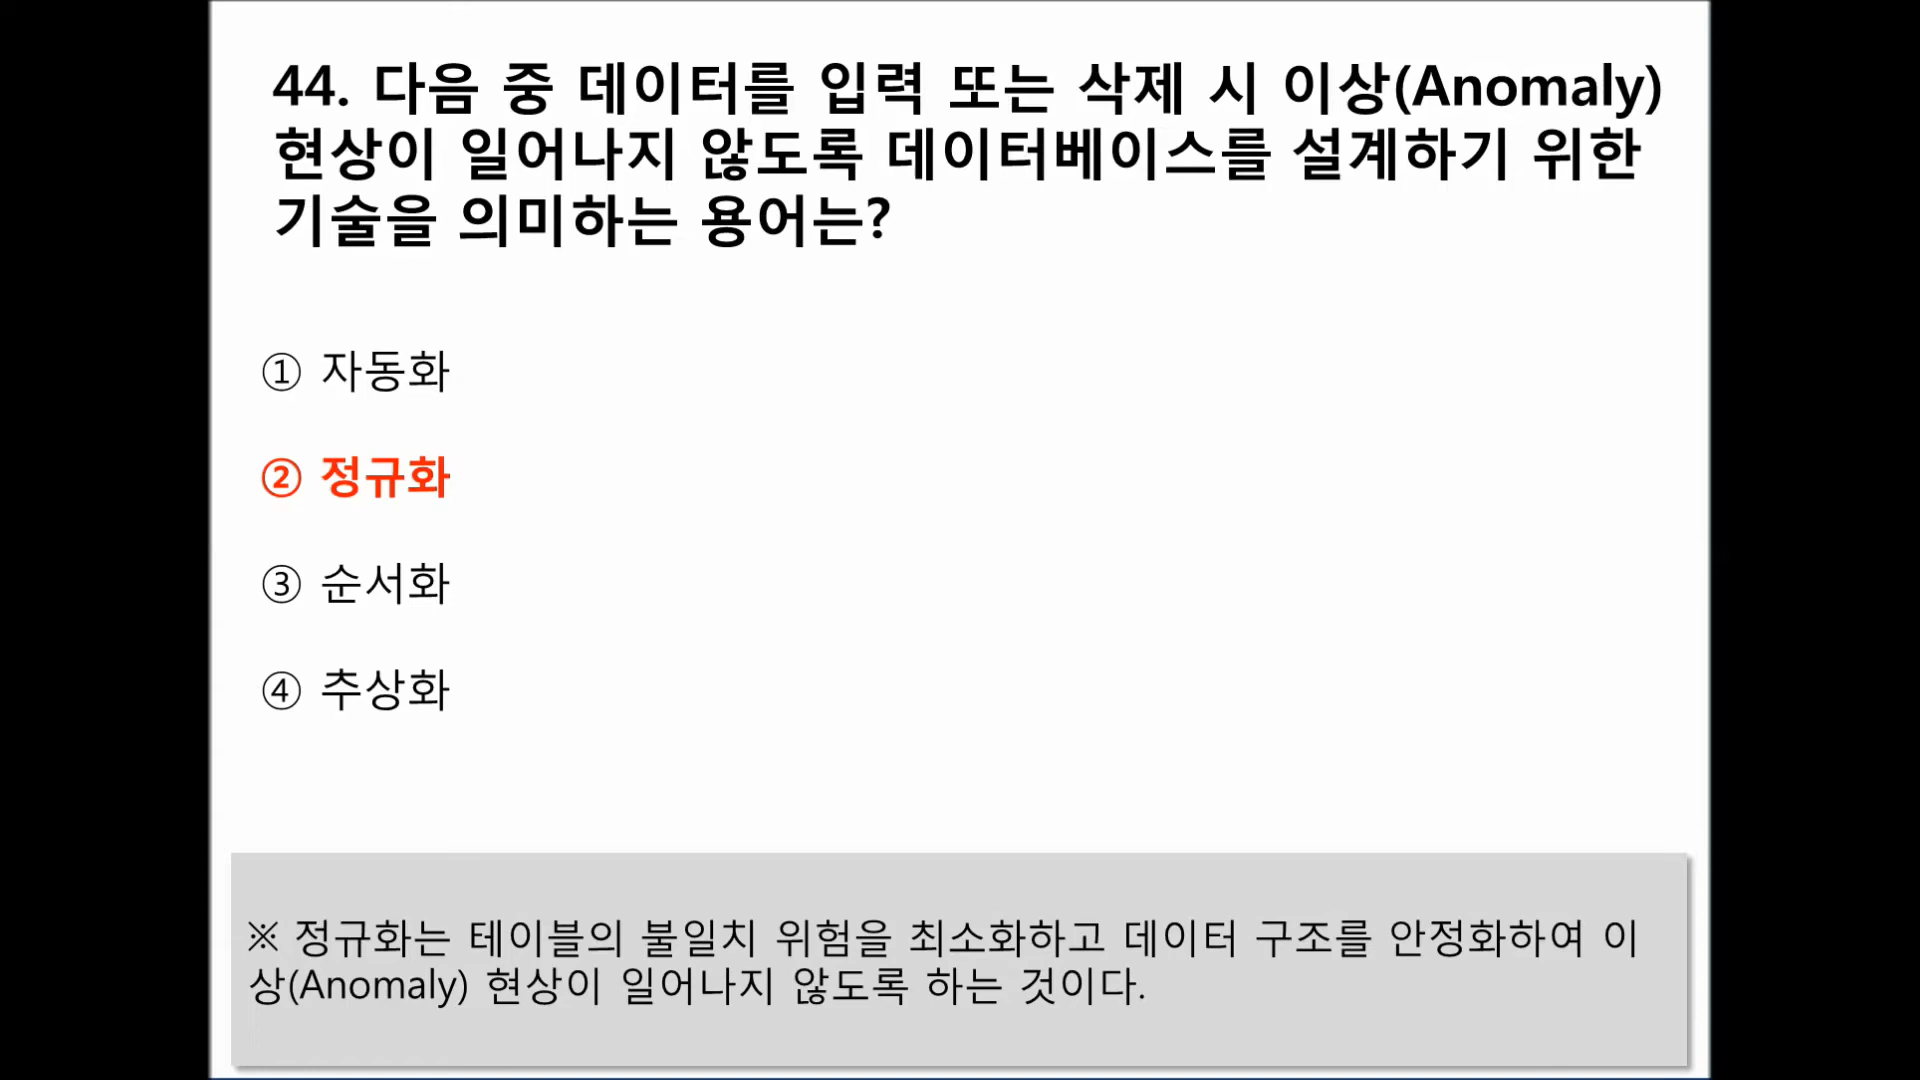 44. 다음 중 데이터를 입력 또는 삭제 시 이상(Anomaly)
현상이 일어나지 않도록 데이터베이스를 설계하기 위한
기술을 의미하는 용어는?
① 자동화
② 정규화
③ 순서화
④ 추상화
※ 정규화는 테이블의 불일치 위험을 최소화하고 데이터 구조를 안정화하여 이
상(Anomaly) 현상이 일어나지 않도록 하는 것이다.